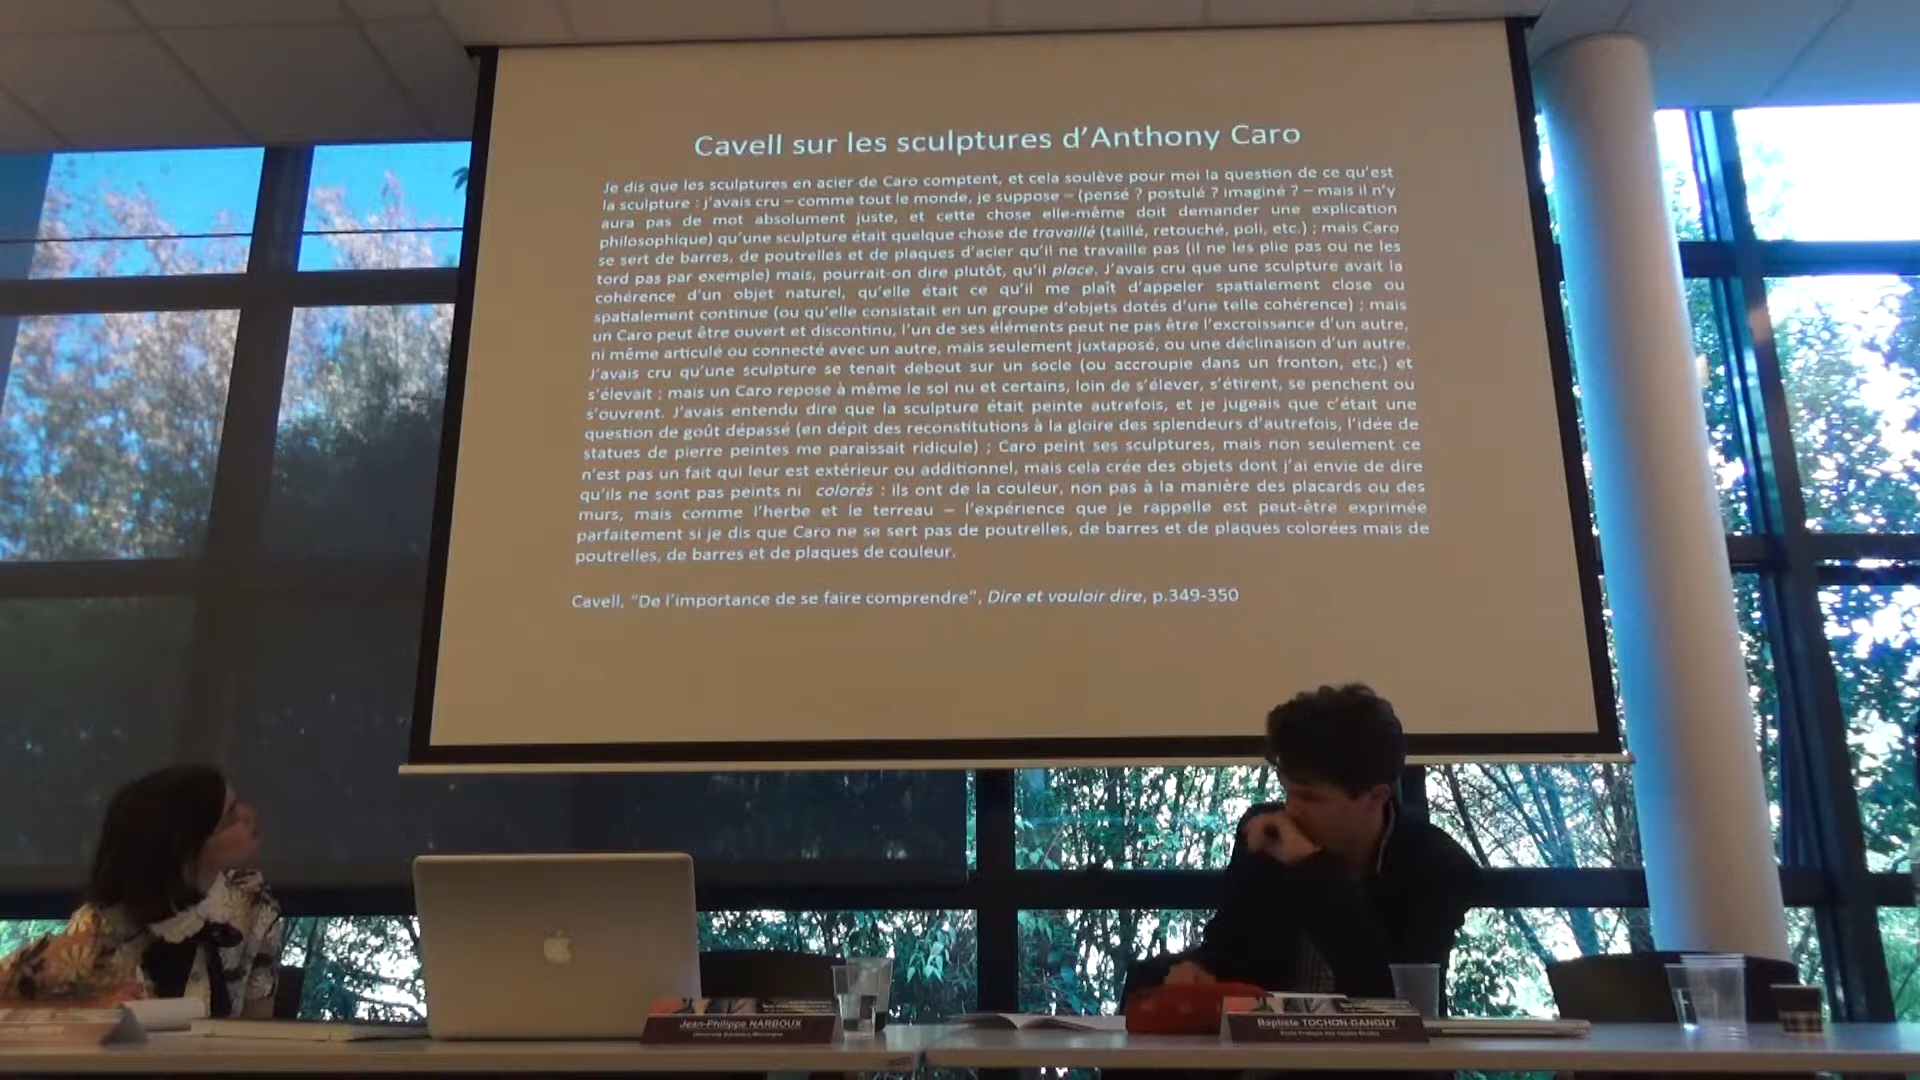 Cavell sur les sculptures d’Anthony Caro
Je dis que les sculptures en acier de Caro comptent, et cela soulève pour moi la question de ce qu’est
la sculpture : j’avais cru – comme tout le monde, je suppose – (pensé ? postulé ? imaginé ? – mais il n’y
aura pas de mot absolument juste, et cette chose elle-même doit demander une explication
philosophique) qu’une sculpture était quelque chose de travaillé (taillé, retouché, poli, etc.) ; mais Caro
se sert de barres, de poutrelles et de plaques d’acier qu’il ne travaille pas (il ne les plie pas ou ne les
tord pas par exemple) mais, pourrait-on dire plutôt, qu’il place. J’avais cru que une sculpture avait la
cohérence d’un objet naturel, qu’elle était ce qu’il me plaît d’appeler spatialement close ou
spatialement continue (ou qu’elle consistait en un groupe d’objets dotés d’une telle cohérence) ; mais
un Caro peut être ouvert et discontinu, l’un de ses éléments peut ne pas être l’excroissance d’un autre,
ni même articulé ou connecté avec un autre, mais seulement juxtaposé, ou une déclinaison d’un autre.
J’avais cru qu’une sculpture se tenait debout sur un socle (ou accroupie dans un fronton, etc.) et
s’élevait ; mais un Caro repose à même le sol nu et certains, loin de s’élever, s’étirent, se penchent ou
s’ouvrent. J’avais entendu dire que la sculpture était peinte autrefois, et je jugeais que c’était une
question de goût dépassé (en dépit des reconstitutions à la gloire des splendeurs d’autrefois, l’idée de
statues de pierre peintes me paraissait ridicule) ; Caro peint ses sculptures, mais non seulement ce
n’est pas un fait qui leur est extérieur ou additionnel, mais cela crée des objets dont j’ai envie de dire
qu’ils ne sont pas peints ni colorés : ils ont de la couleur, non pas à la manière des placards ou des
murs, mais comme l’herbe et le terreau – l’expérience que je rappelle est peut-être exprimée
parfaitement si je dis que Caro ne se sert pas de poutrelles, de barres et de plaques colorées mais de
poutrelles, de barres et de plaques de couleur.
Cavell, “De l’importance de se faire comprendre”, Dire et vouloir dire, p.349-350
Jean-Philippe NARBOUX
Université Bordeaux Montaigne
Baptiste TOCHON-DANGUY
École Pratique des Hautes Études